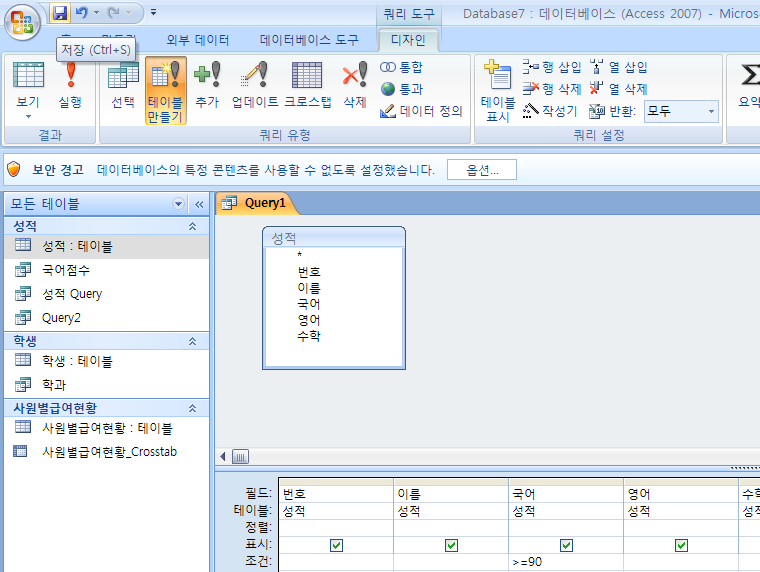 쿼리 도구
Database7 : 데이터베이스 (Access 2007) - Micros
저장 (Ctrl+S)
외부 데이터
데이터베이스 도구
디자인
보기
실행
결과
선택
테이블 만들기
추가
업데이트
크로스탭
삭제
통합
통과
데이터 정의
쿼리 유형
테이블 표시
행 삽입
행 삭제
작성기
열 삽입
열 삭제
반환: 모두
쿼리 설정
요약
보안 경고 데이터베이스의 특정 콘텐츠를 사용할 수 없도록 설정했습니다. 옵션...
모든 테이블
성적
성적 : 테이블
국어점수
성적 Query
Query2
학생
학생 : 테이블
학과
사원별급여현황
사원별급여현황 : 테이블
사원별급여현황_Crosstab
Query1
성적
*
번호
이름
국어
영어
수학
필드: 번호 이름 국어 영어 수학
테이블: 성적 성적 성적 성적 성적
정렬:
표시:
조건: >=90